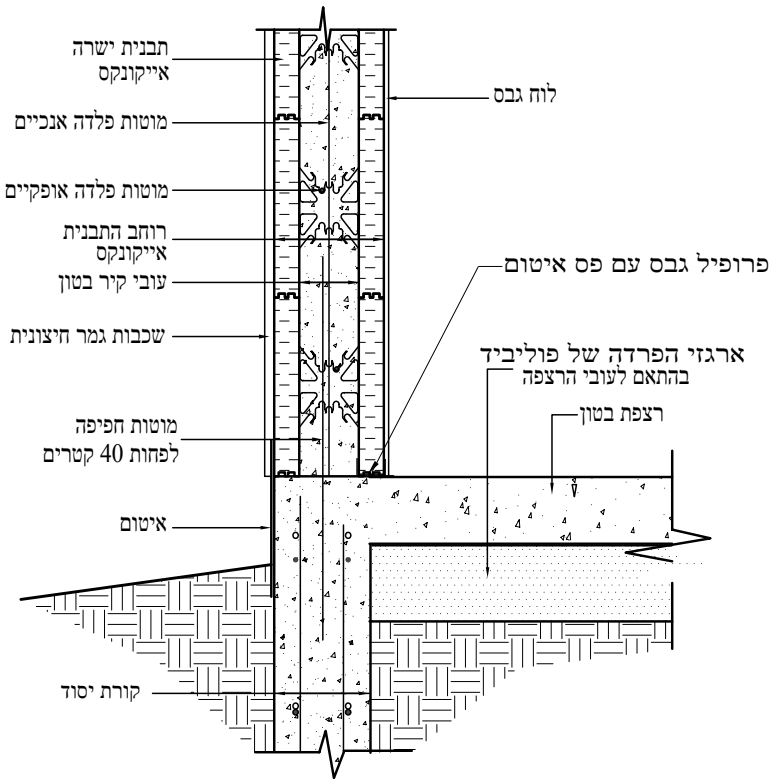 תבנית ישרה
אייקונקס
מוטות פלדה אנכיים
מוטות פלדה אופקיים
רוחב התבנית
אייקונקס
עובי קיר בטון
שכבות גמר חיצונית
מוטות חפיפה
לפחות 40 קטרים
איטום
קורת יסוד
לוח גבס
פרופיל גבס עם פס איטום
ארגזי הפרדה של פוליביד
בהתאם לעובי הרצפה
רצפת בטון